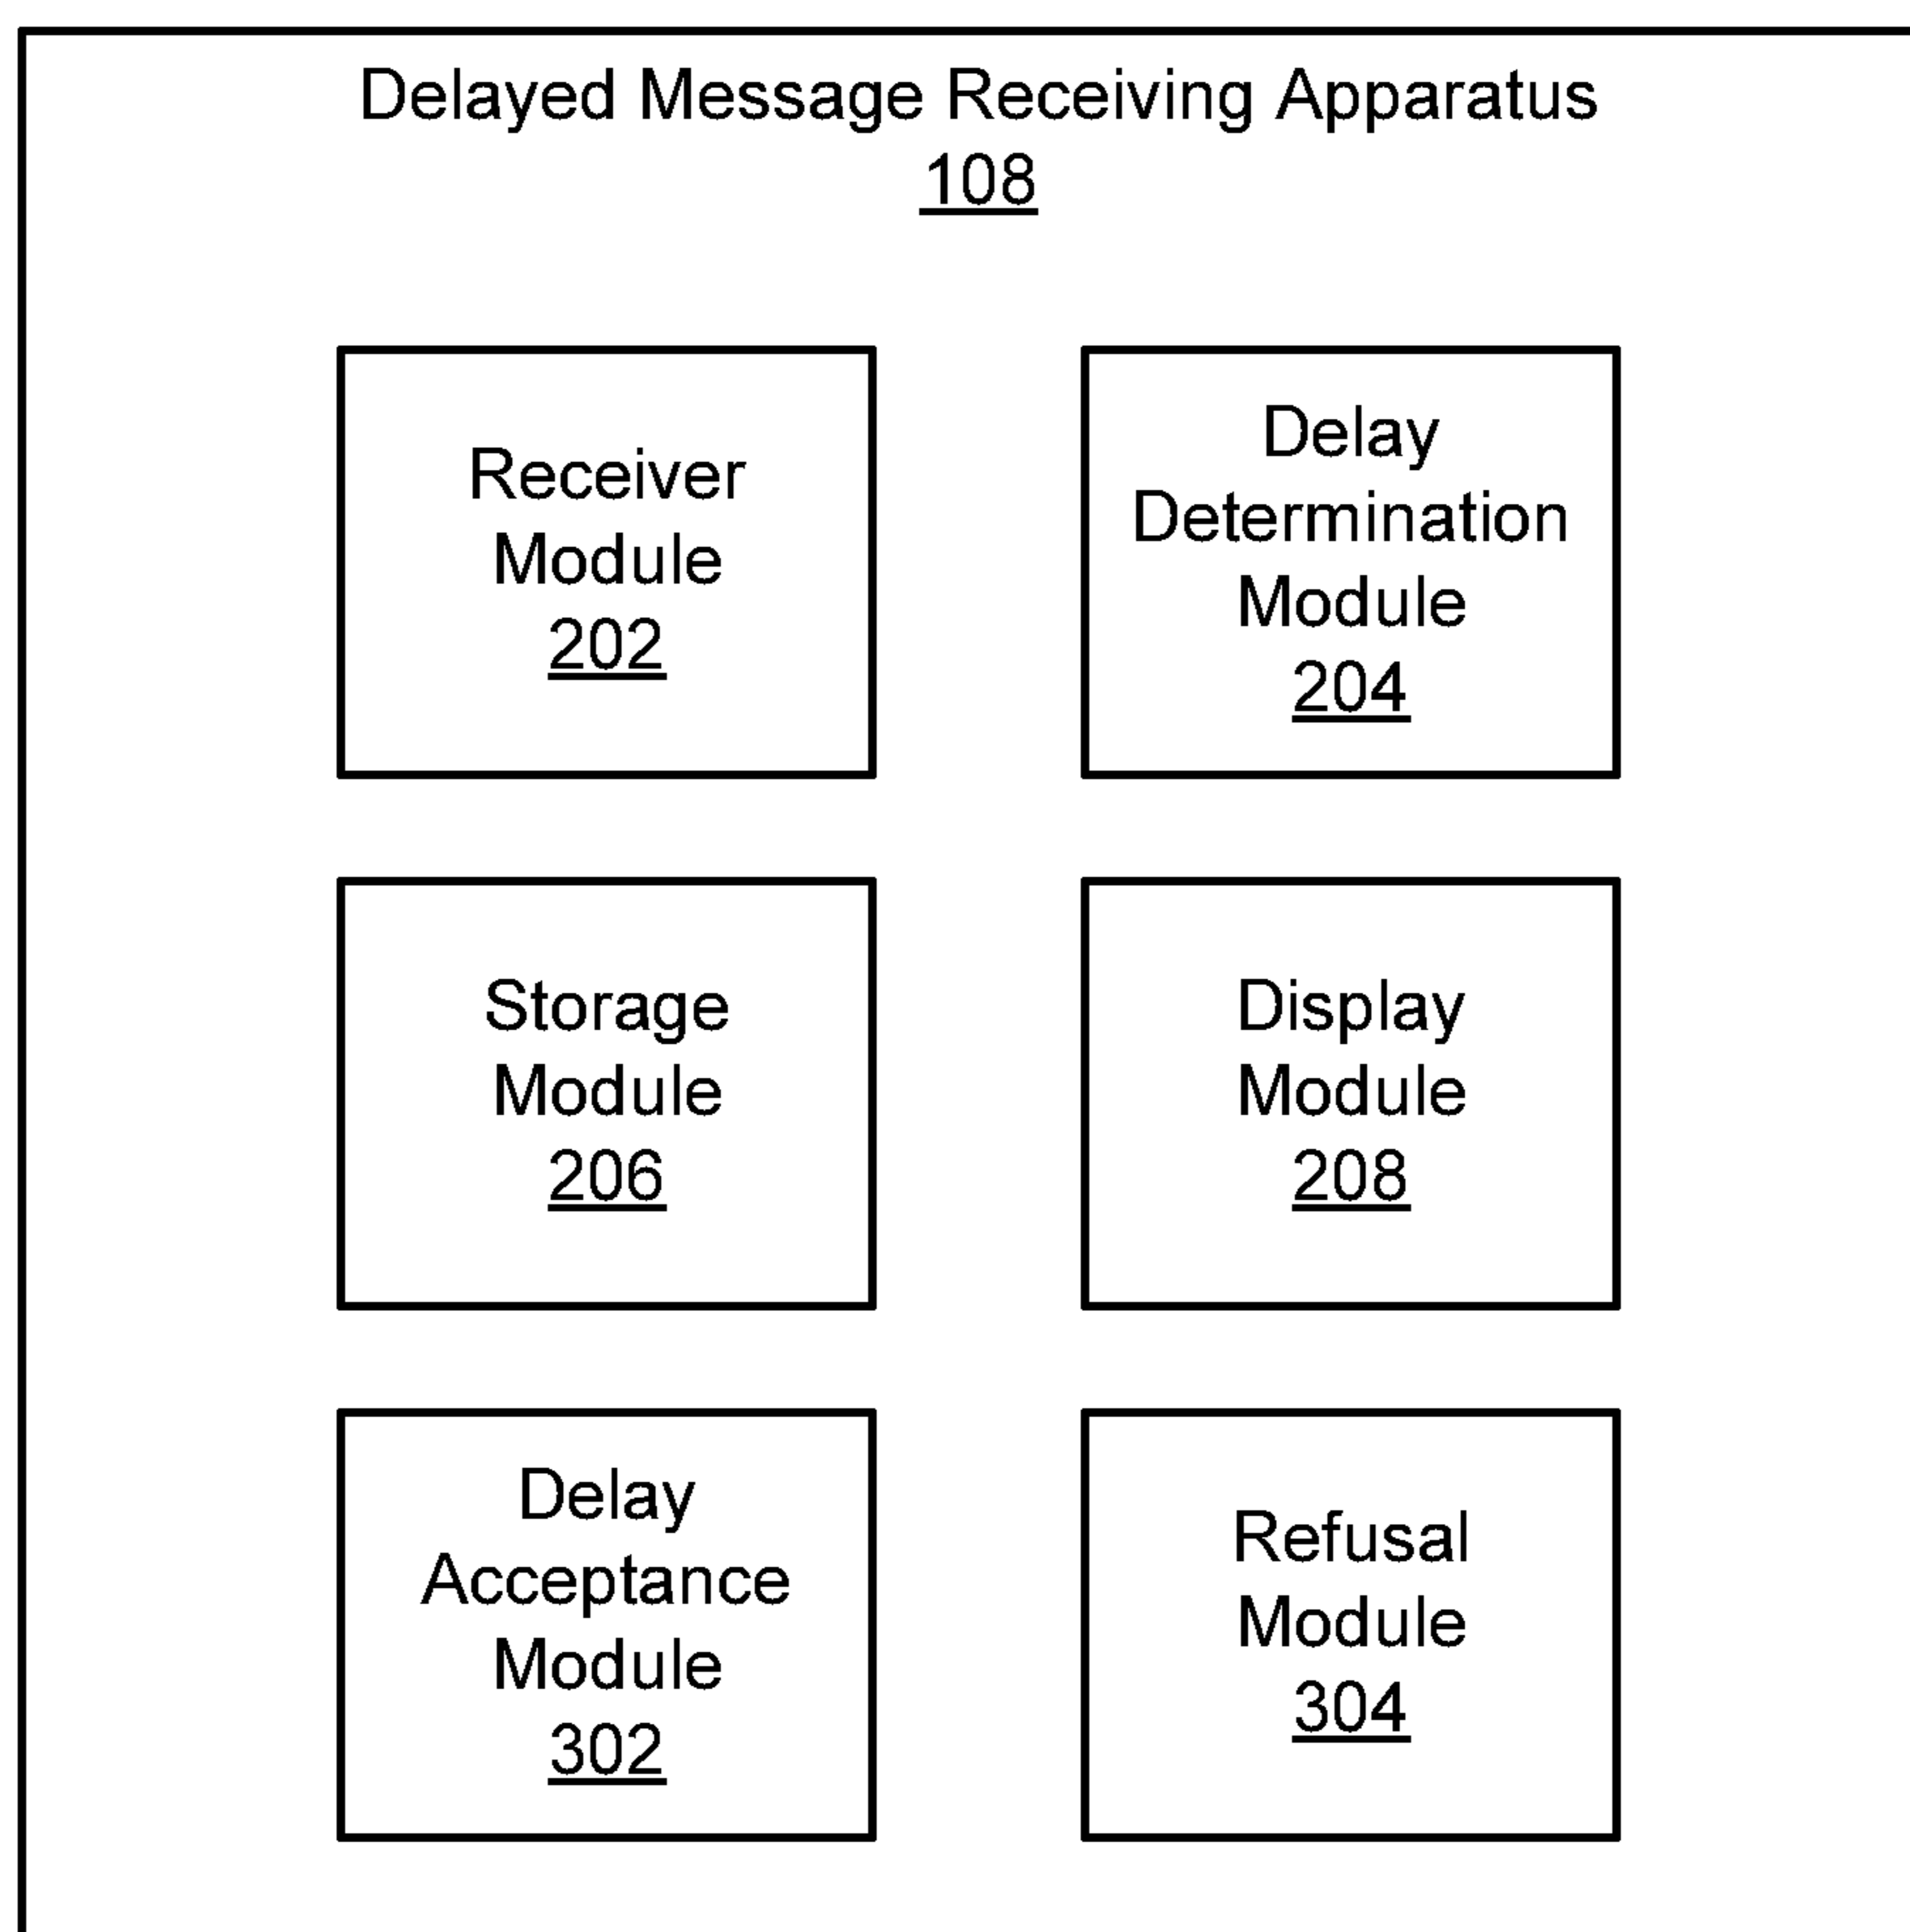 Delayed Message Receiving Apparatus
108
Receiver
Module
202
Delay
Determination
Module
204
Storage
Module
206
Display
Module
208
Delay
Acceptance
Module
302
Refusal
Module
304